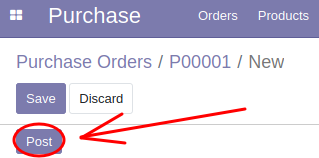 Purchase Orders Products
Purchase Orders / P00001 / New
Save Discard
Post